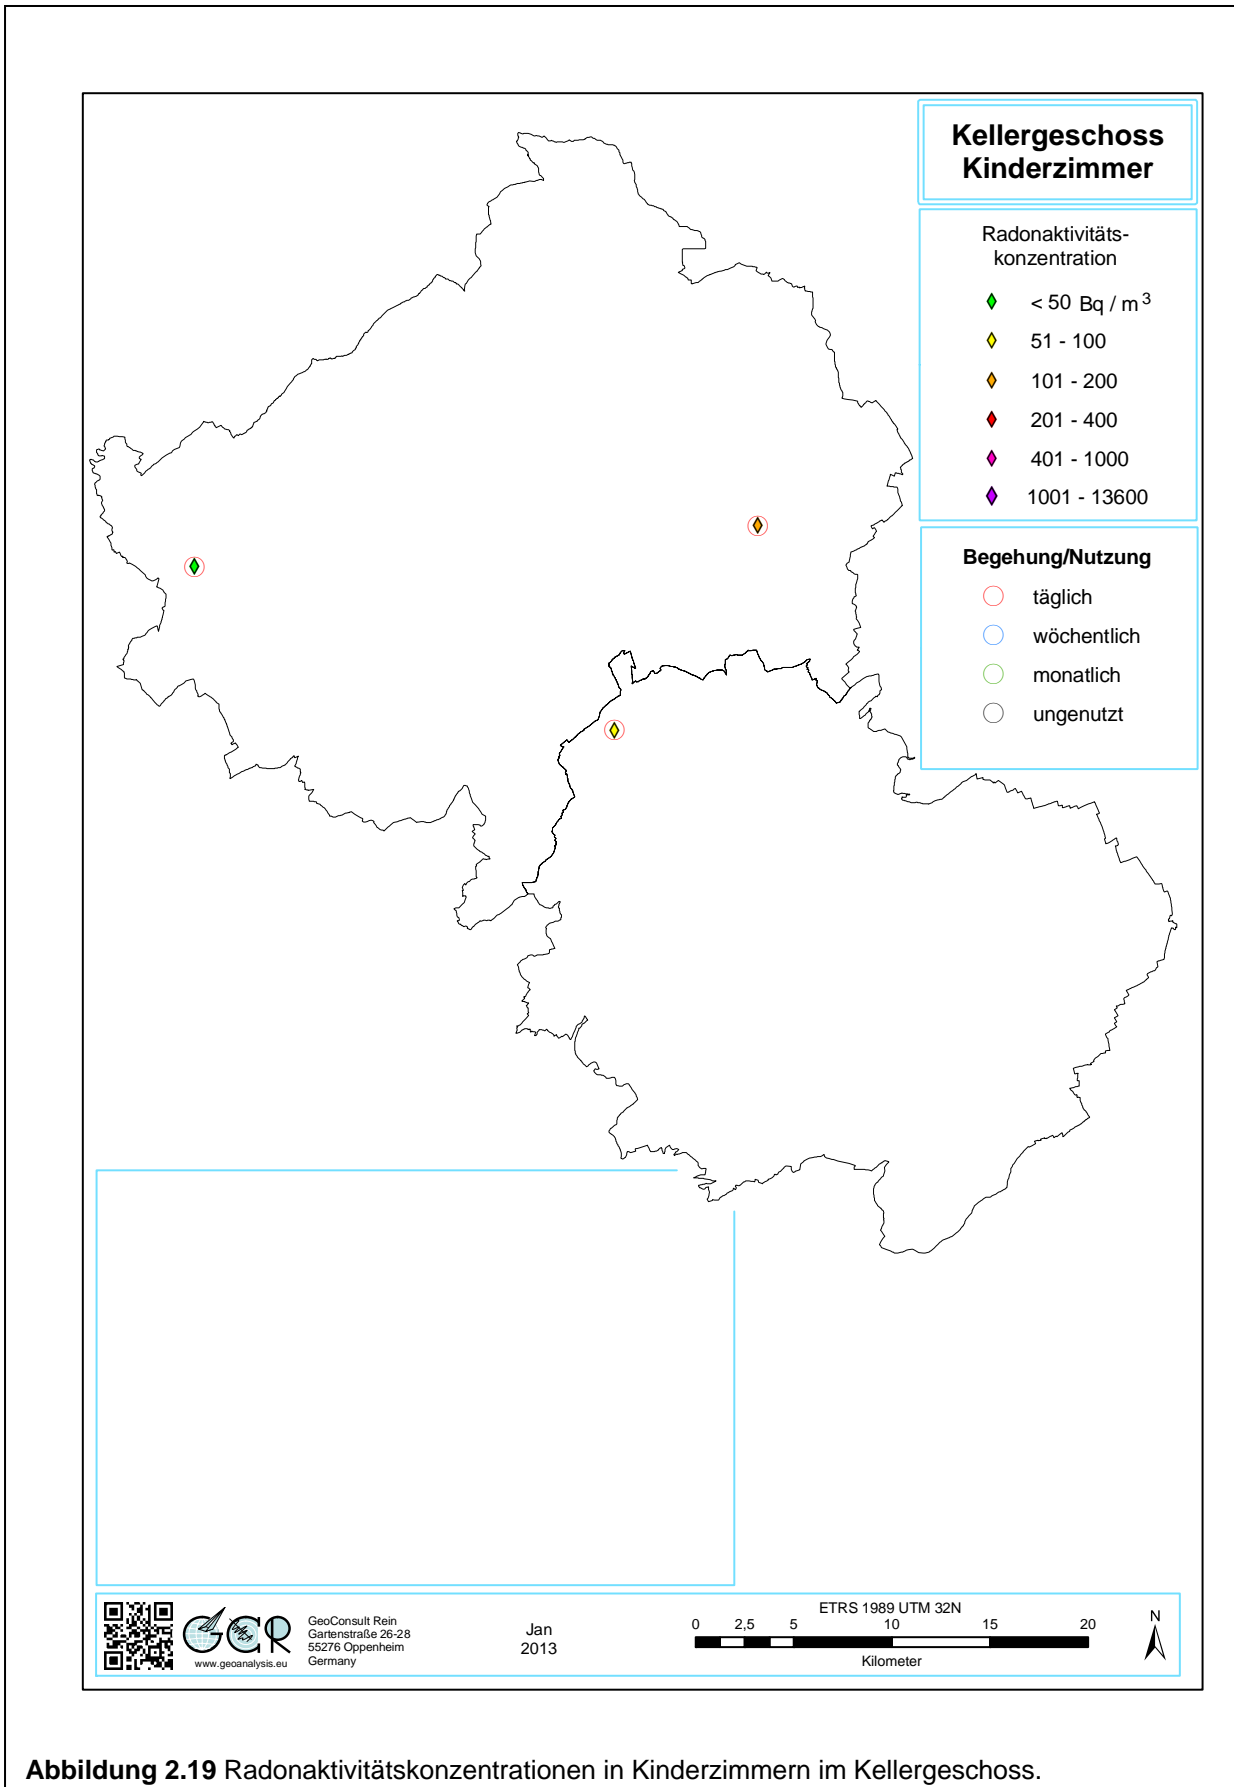 Kellergeschoss
Kinderzimmer
Radonaktivitäts-
konzentration
< 50 Bq / m³
51 - 100
101 - 200
201 - 400
401 - 1000
1001 - 13600
Begehung/Nutzung
täglich
wöchentlich
monatlich
ungenutzt
GCR
www.geoanalysis.eu
GeoConsult Rein
Gartenstraße 26-28
55276 Oppenheim
Germany
Jan
2013
ETRS 1989 UTM 32N
0 2,5 5 10 15 20
Kilometer
N
Abbildung 2.19 Radonaktivitätskonzentrationen in Kinderzimmern im Kellergeschoss.